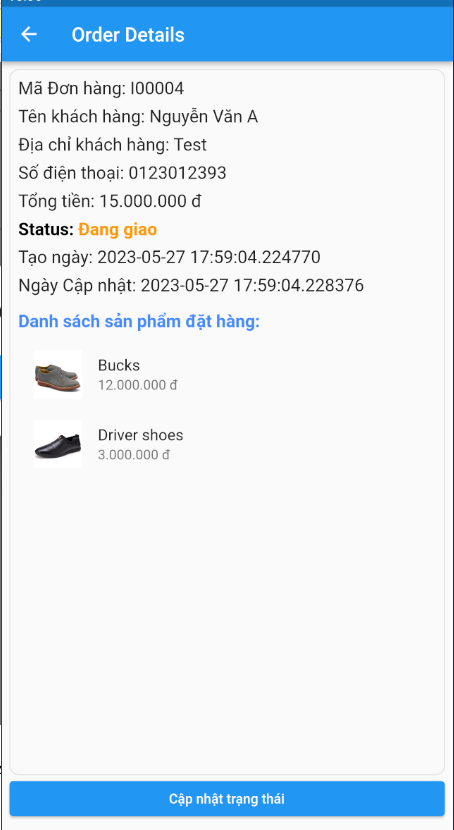 Order Details
Mã Đơn hàng: I00004
Tên khách hàng: Nguyễn Văn A
Địa chỉ khách hàng: Test
Số điện thoại: 0123012393
Tổng tiền: 15.000.000 đ
Status: Đang giao
Tạo ngày: 2023-05-27 17:59:04.224770
Ngày Cập nhật: 2023-05-27 17:59:04.228376
Danh sách sản phẩm đặt hàng:
Bucks
12.000.000 đ
Driver shoes
3.000.000 đ
Cập nhật trạng thái